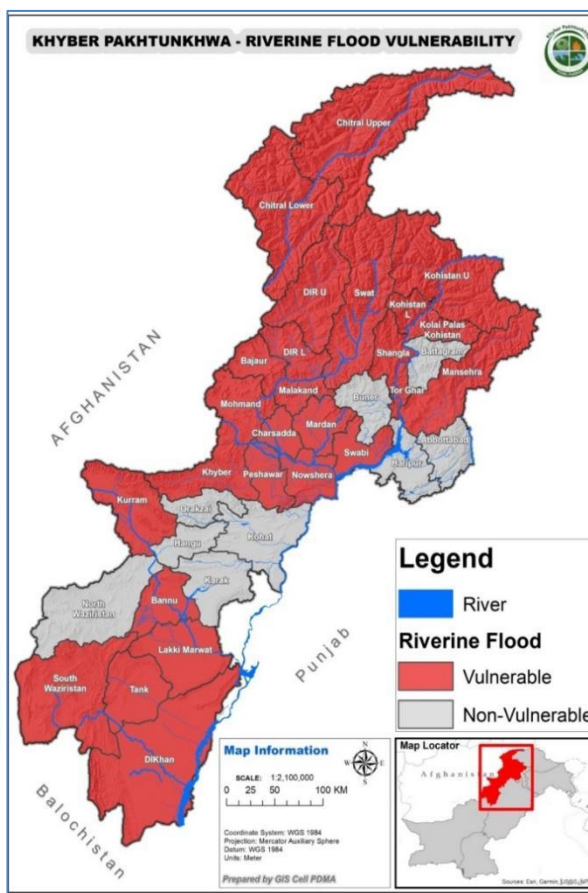 KHYBER PAKHTUNKHWA - RIVERINE FLOOD VULNERABILITY
Chitral Upper
Chitral Lower
Kohistan U
DIR U
Swat
Kohistan
L
Kolai Palas
Kohistan
Battagram
Shangla
DIR L
Bajaur
Mansehra
Malakand
Tor Ghar
Buner
Mohmand
Mardan
Charsadda
Abbottabad
Swabi
Haripura
Khyber
Peshawar
Nowshera
Kurram
Orakzai
Hangu
Kohat
Karak
North
Waziristan
Bannu
Lakki Marwat
South
Waziristan
Tank
DIKhan
AFGHANISTAN
Punjab
Balochistan
Legend
River
Riverine Flood
Vulnerable
Non-Vulnerable
Map Information
N
W
E
S
SCALE: 1:2,100,000
0 25 50 100 KM
Coordinate System: WGS 1984
Projection: Mercator Auxiliary Sphere
Datum: WGS 1984
Units: Meter
Prepared by GIS Cell PDMA
Map Locator
Afghanistan
Sources: Esri, Garmin,